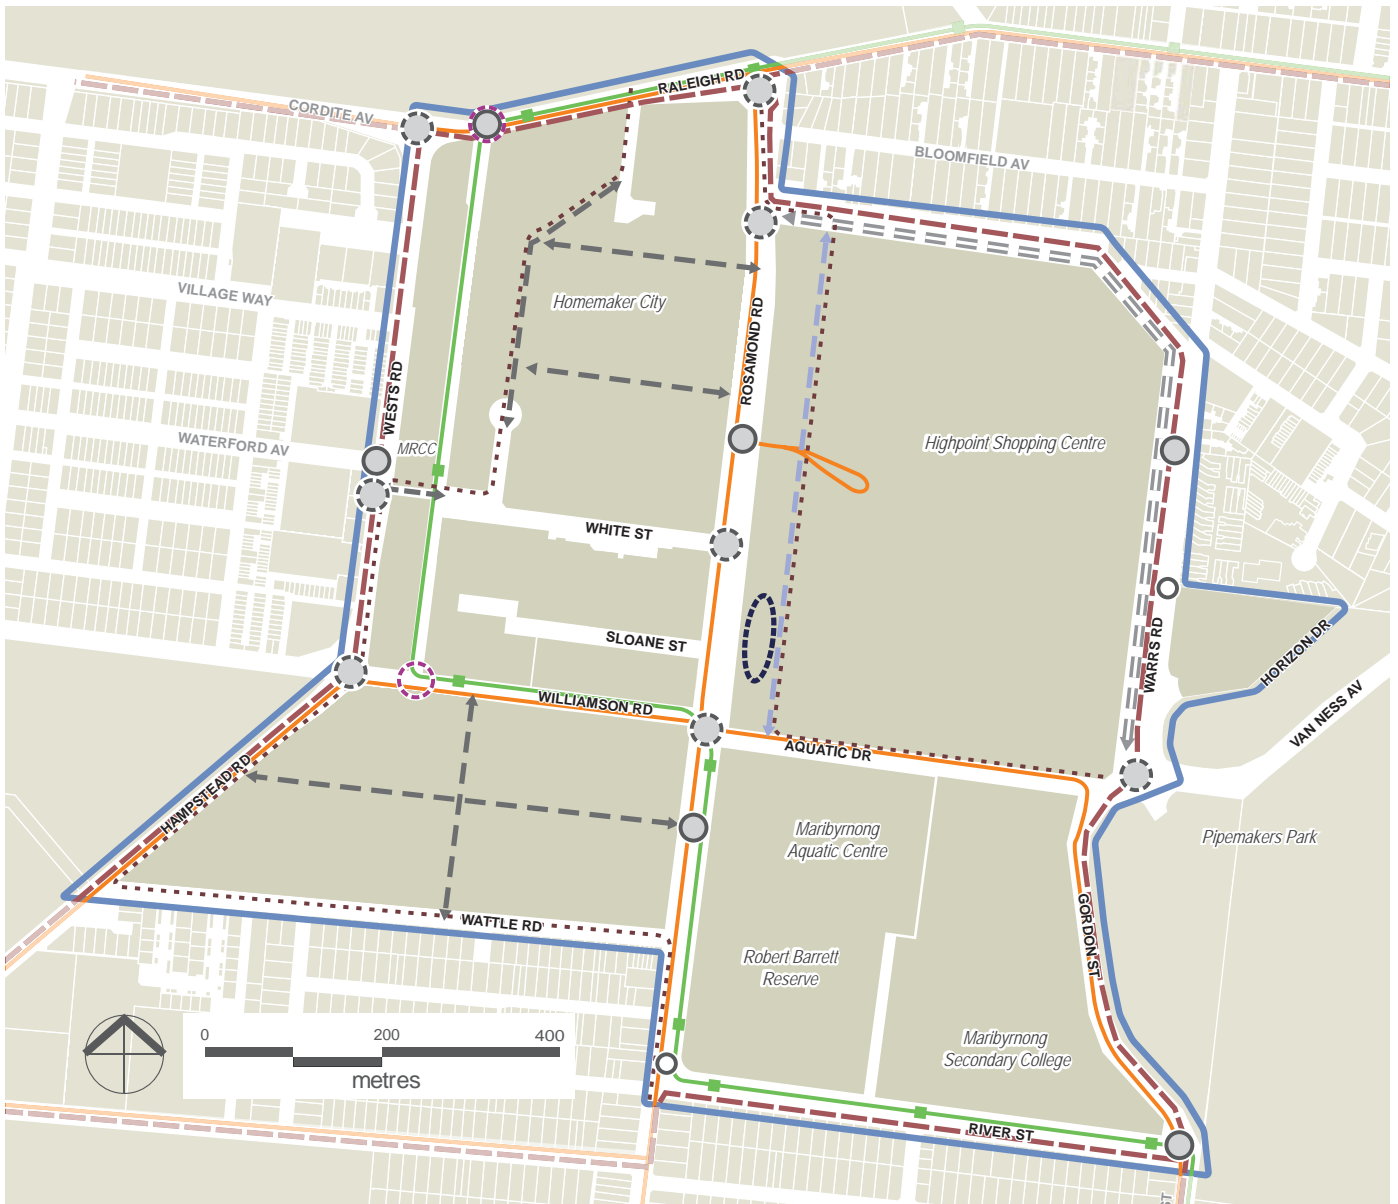 RALEIGH RD
CORDITE AV
BLOOMFIELD AV
VILLAGE WAY
Homemaker City
ROSAMOND RD
WESTS RD
WATERFORD AV
MRCC
Highpoint Shopping Centre
WHITE ST
SLOANE ST
WARRS RD
HORIZON DR
VAN NESS AV
WILLIAMSON RD
AQUATIC DR
HAMPSTEAD RD
Maribyrnong
Aquatic Centre
Pipemakers Park
WATTLE RD
GORDON ST
Robert Barrett
Reserve
0 200 400
metres
Maribyrnong
Secondary College
RIVER ST
ST